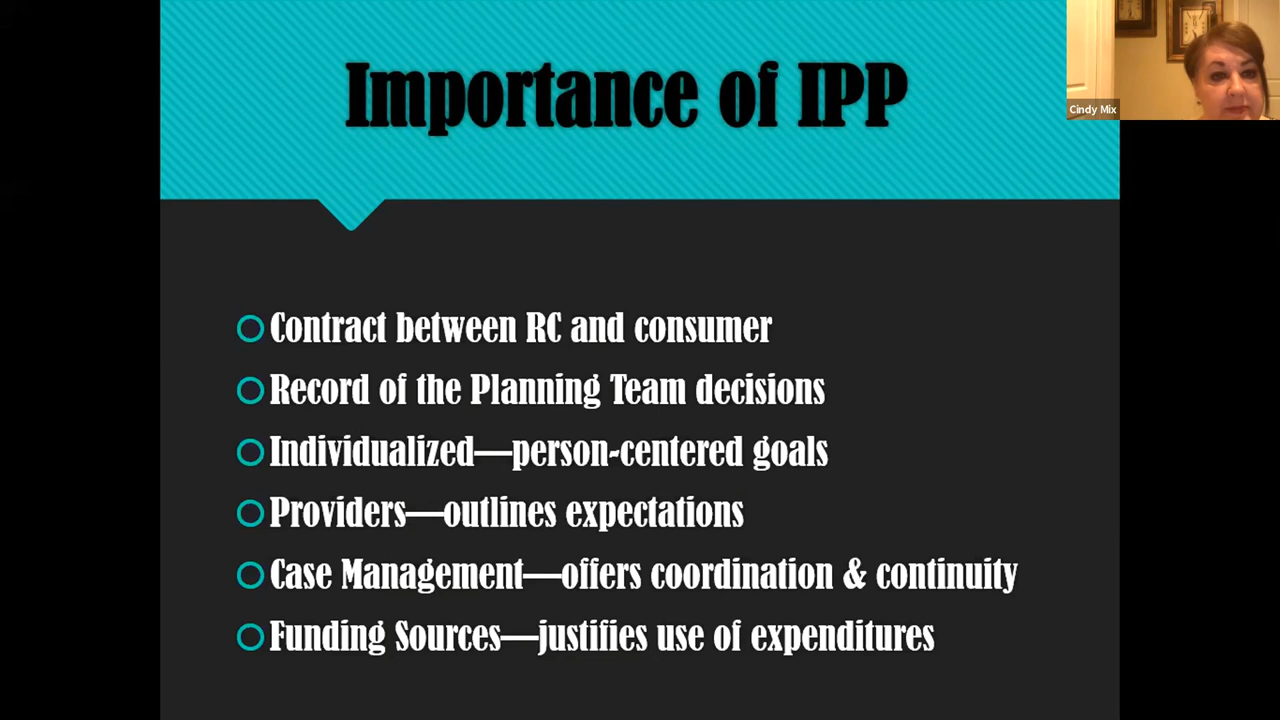 Importance of IPP
Cindy Mix
Contract between RC and consumer
Record of the Planning Team decisions
Individualized—person-centered goals
Providers—outlines expectations
Case Management—offers coordination & continuity
Funding Sources—justifies use of expenditures